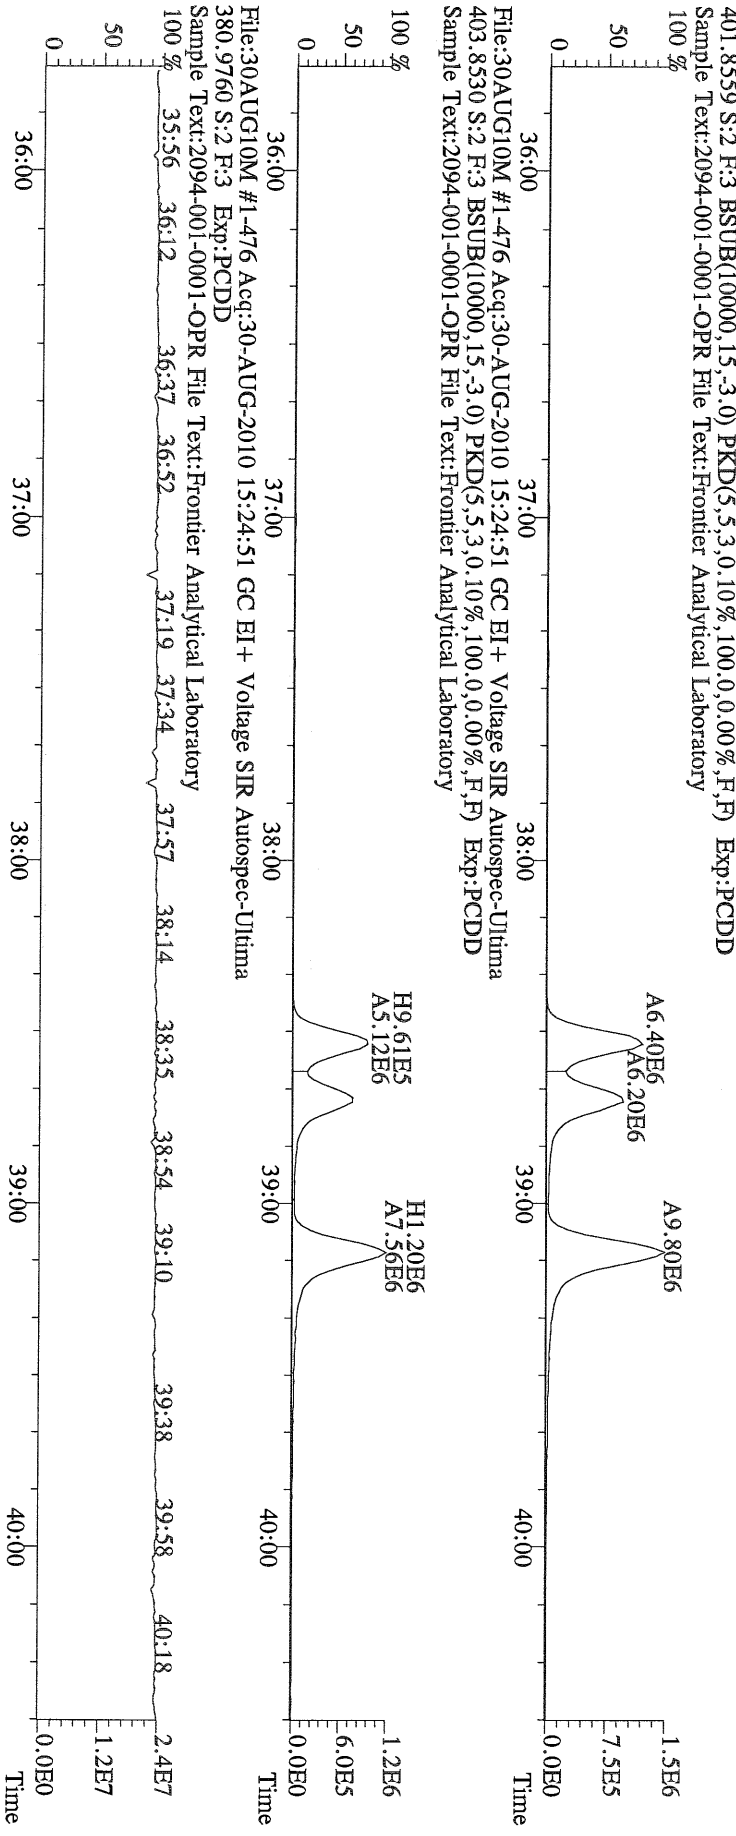 401.8559 S:2 F:3 BSUB(10000,15,-3.0) PKD(5,5,3,0.10%,100.0,0.00%,F,F) Exp:PCDD
Sample Text:2094-001-0001-OPR File Text:Frontier Analytical Laboratory
100 %
50
0
A6.40E6
A6.20E6
A9.80E6
1.5E6
7.5E5
0.0E0
36:00
37:00
38:00
39:00
40:00
Time
File:30AUG10M #1-476 Acq:30-AUG-2010 15:24:51 GC EI+ Voltage SIR Autospec-Ultima
403.8530 S:2 F:3 BSUB(10000,15,-3.0) PKD(5,5,3,0.10%,100.0,0.00%,F,F) Exp:PCDD
Sample Text:2094-001-0001-OPR File Text:Frontier Analytical Laboratory
100 %
50
0
H9.61E5
A5.12E6
H1.20E6
A7.56E6
1.2E6
6.0E5
0.0E0
36:00
37:00
38:00
39:00
40:00
Time
File:30AUG10M #1-476 Acq:30-AUG-2010 15:24:51 GC EI+ Voltage SIR Autospec-Ultima
380.9760 S:2 F:3 Exp:PCDD
Sample Text:2094-001-0001-OPR File Text:Frontier Analytical Laboratory
100 %
50
0
35:56 36:12 36:37 36:52 37:19 37:34 37:57 38:14 38:35 38:54 39:10 39:38 39:58 40:18
2.4E7
1.2E7
0.0E0
36:00
37:00
38:00
39:00
40:00
Time